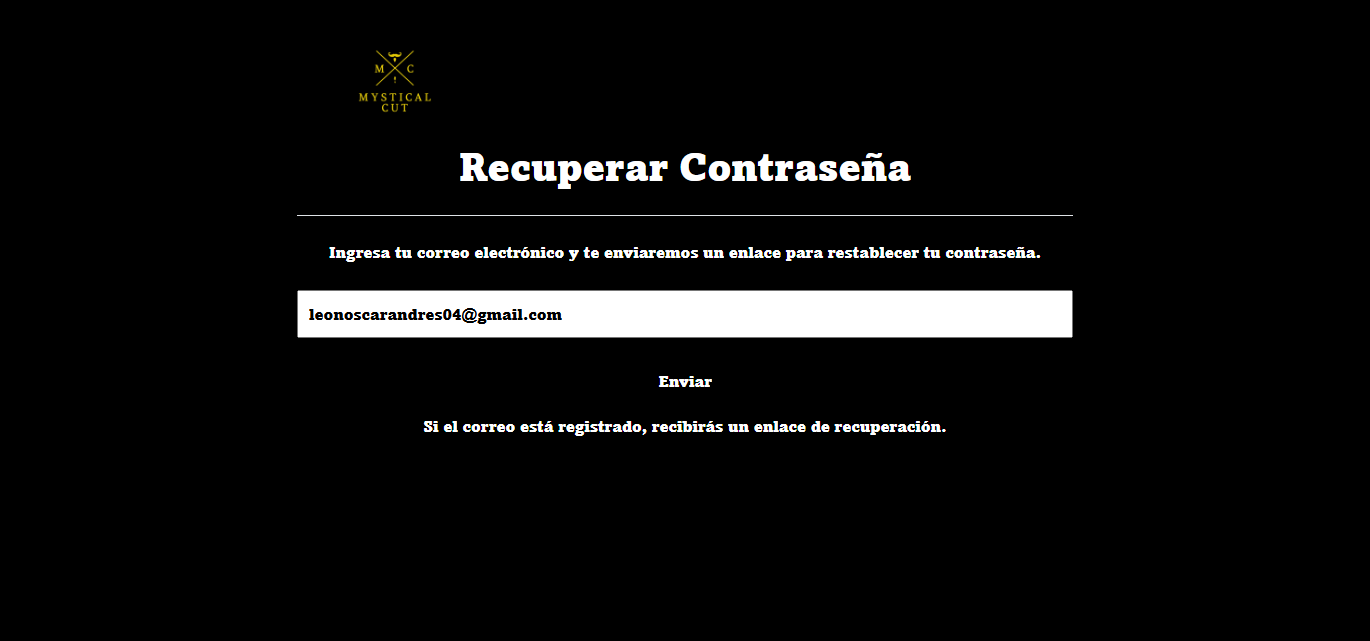 M C
MYSTICAL
CUT
Recuperar Contraseña
Ingresa tu correo electrónico y te enviaremos un enlace para restablecer tu contraseña.
leonoscarandres04@gmail.com
Enviar
Si el correo está registrado, recibirás un enlace de recuperación.